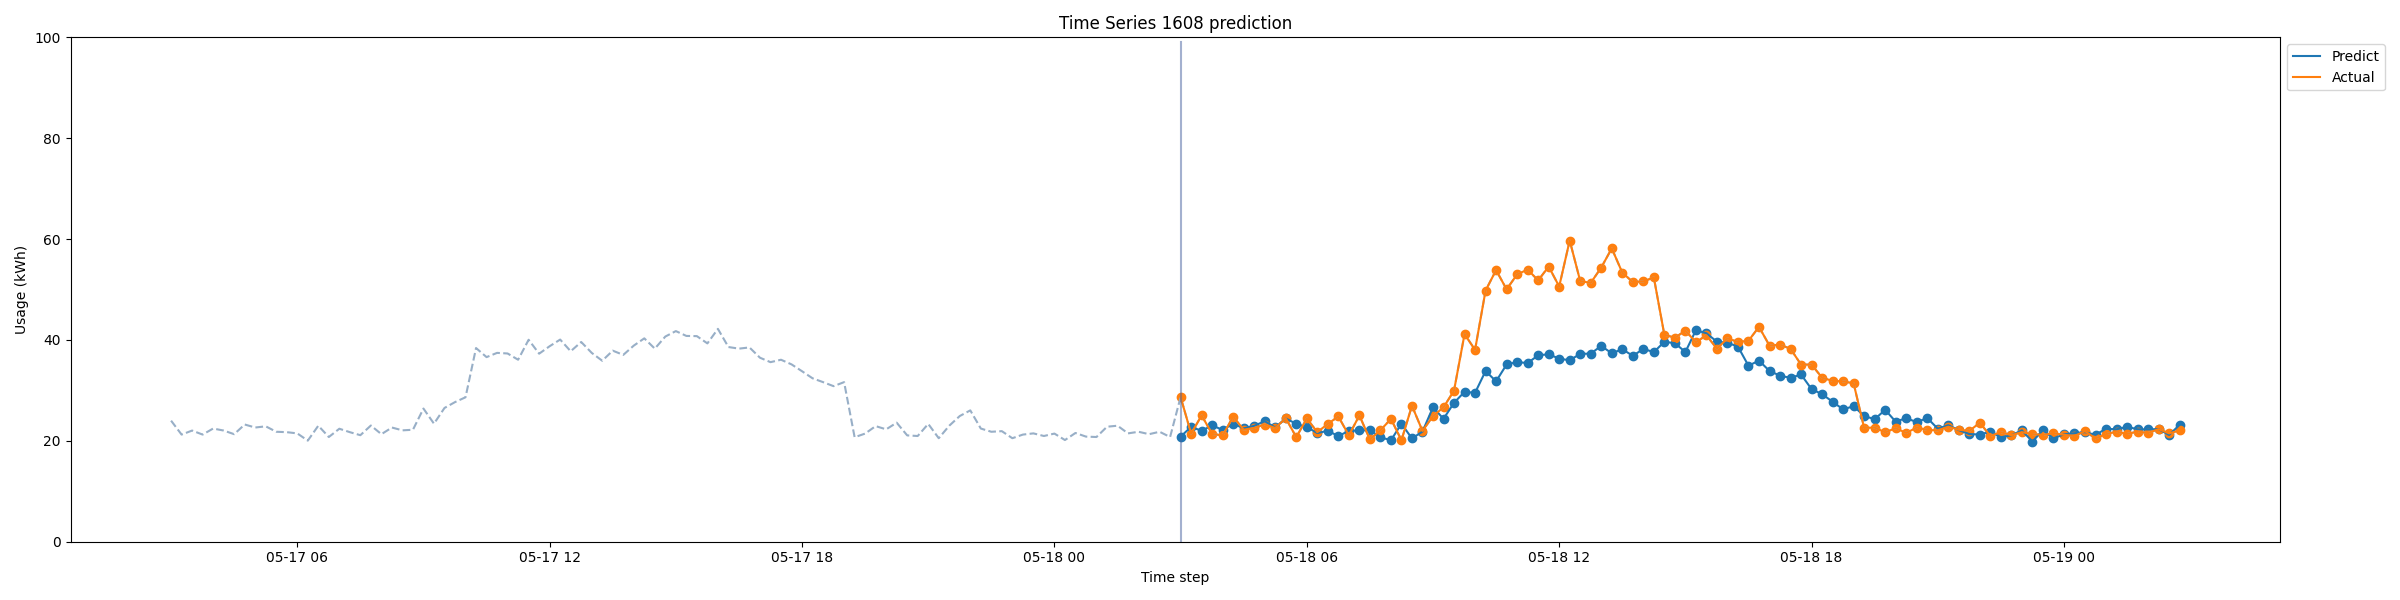 Time Series 1608 prediction
100
80
60
40
20
0
Usage (kWh)
Predict
Actual
05-17 06
05-17 12
05-17 18
05-18 00
05-18 06
05-18 12
05-18 18
05-19 00
Time step